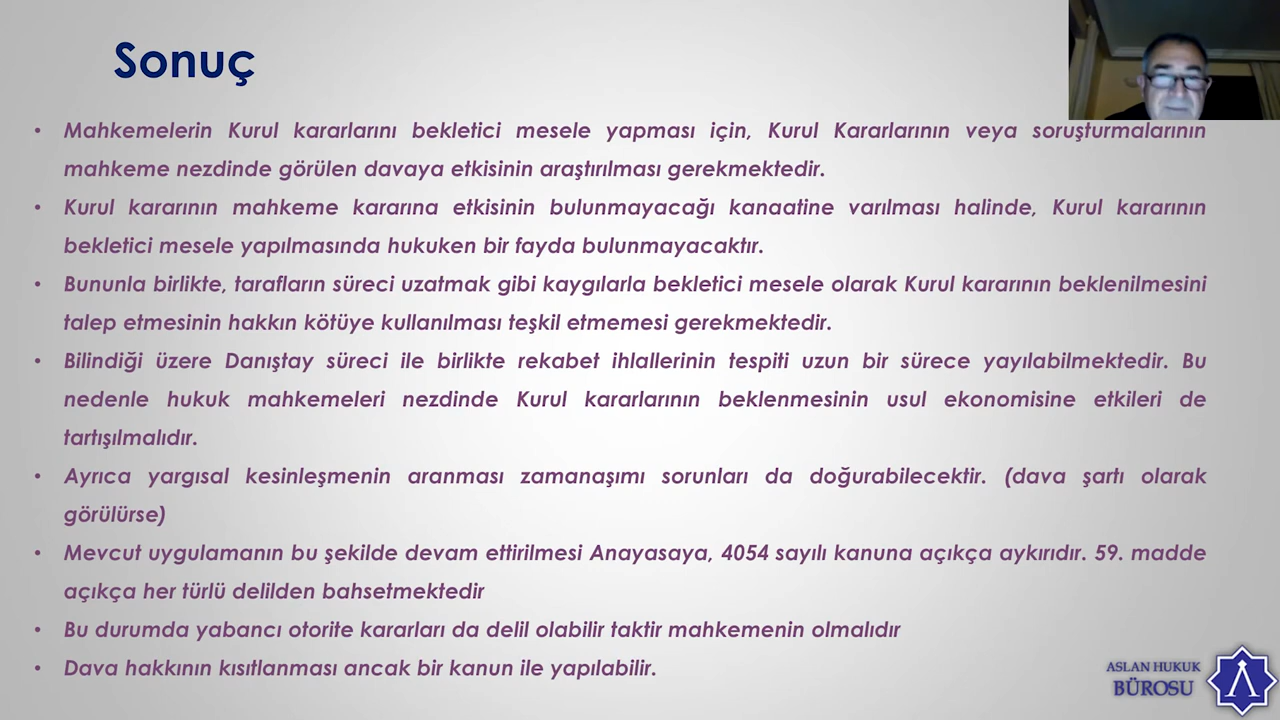 Sonuç
• Mahkemelerin Kurul kararlarını bekletici mesele yapması için, Kurul Kararlarının veya soruşturmalarının
mahkeme nezdinde görülen davaya etkisinin araştırılması gerekmektedir.
• Kurul kararının mahkeme kararına etkisinin bulunmayacağı kanaatine varılması halinde, Kurul kararının
bekletici mesele yapılmasında hukuken bir fayda bulunmayacaktır.
• Bununla birlikte, tarafların süreci uzatmak gibi kaygılarla bekletici mesele olarak Kurul kararının beklenilmesini
talep etmesinin hakkın kötüye kullanılması teşkil etmemesi gerekmektedir.
• Bilindiği üzere Danıştay süreci ile birlikte rekabet ihlallerinin tespiti uzun bir sürece yayılabilmektedir. Bu
nedenle hukuk mahkemeleri nezdinde Kurul kararlarının beklenmesinin usul ekonomisine etkileri de
tartışılmalıdır.
• Ayrıca yargısal kesinleşmenin aranması zamanaşımı sorunları da doğurabilecektir. (dava şartı olarak
görülürse)
• Mevcut uygulamanın bu şekilde devam ettirilmesi Anayasaya, 4054 sayılı kanuna açıkça aykırıdır. 59. madde
açıkça her türlü delilden bahsetmektedir
• Bu durumda yabancı otorite kararları da delil olabilir taktir mahkemenin olmalıdır
• Dava hakkının kısıtlanması ancak bir kanun ile yapılabilir.
ASLAN HUKUK
BÜROSU